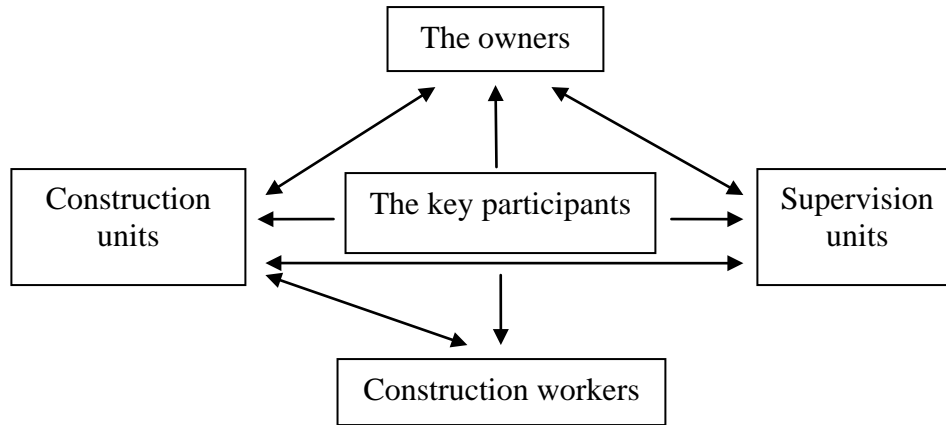 The owners
Construction
units
The key participants
Supervision
units
Construction workers